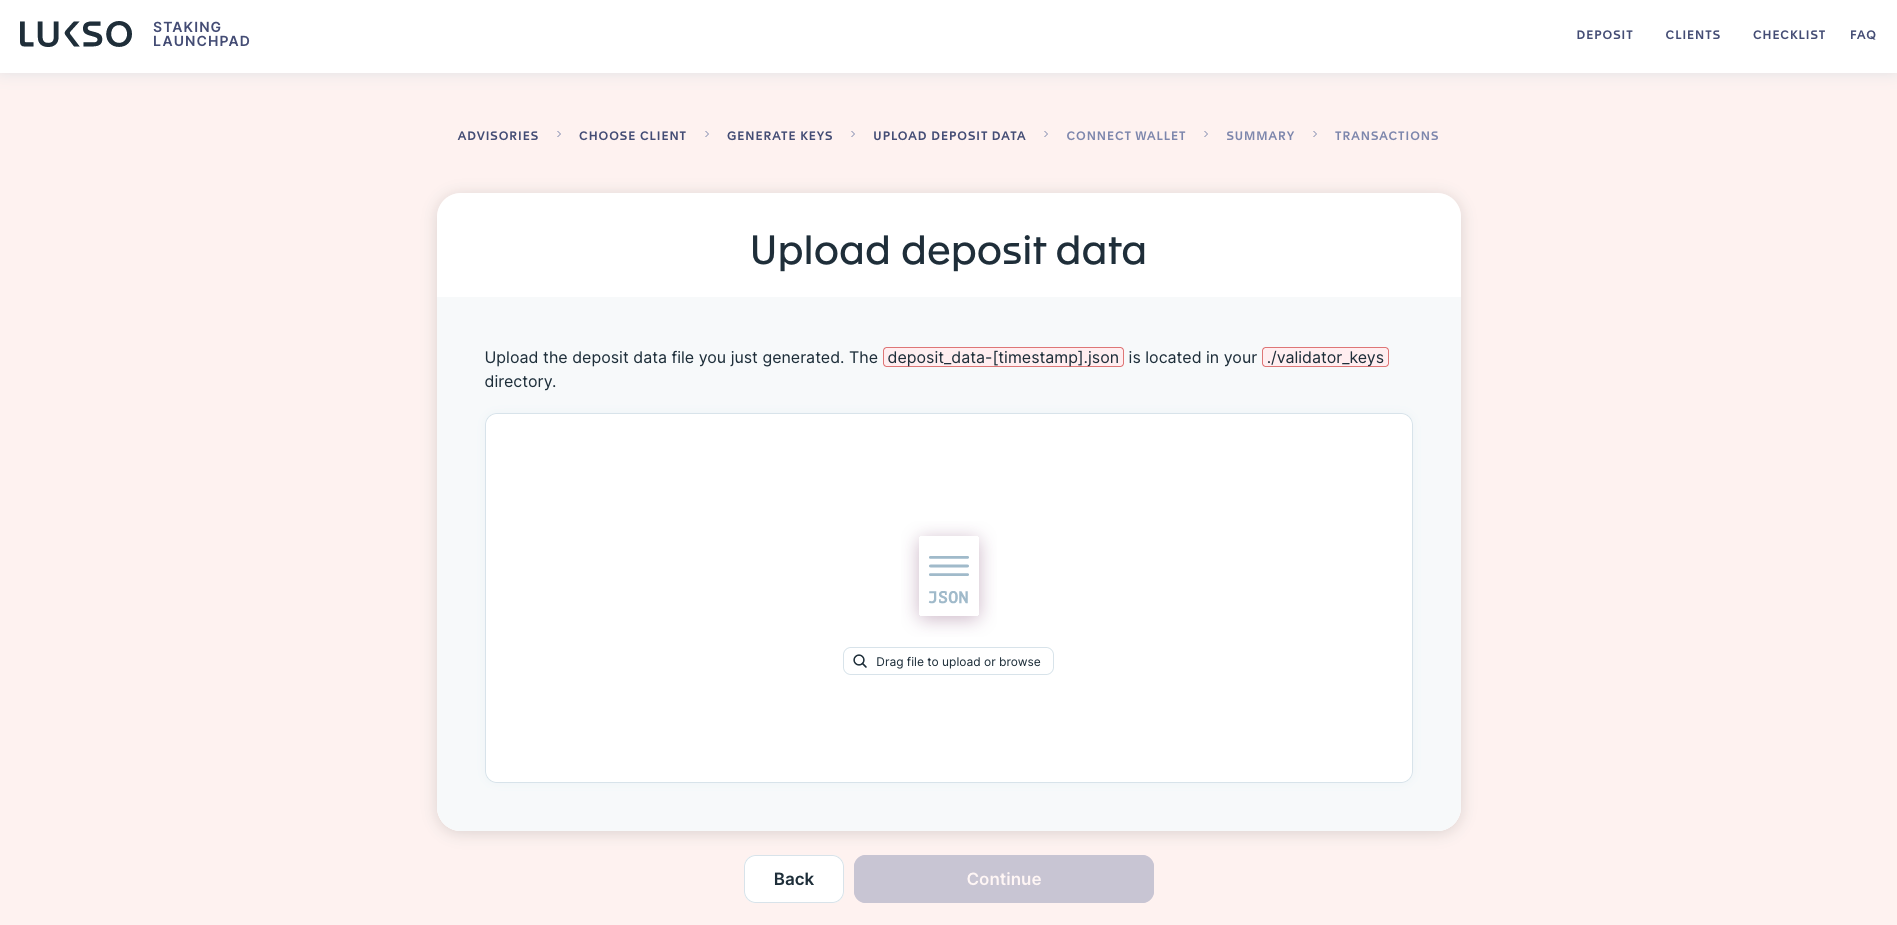 LUKSO STAKING LAUNCHPAD
DEPOSIT CLIENTS CHECKLIST FAQ
ADVISORIES > CHOOSE CLIENT > GENERATE KEYS > UPLOAD DEPOSIT DATA > CONNECT WALLET > SUMMARY > TRANSACTIONS
Upload deposit data
Upload the deposit data file you just generated. The deposit_data-[timestamp].json is located in your ./validator_keys
directory.
JSON
Drag file to upload or browse
Back Continue